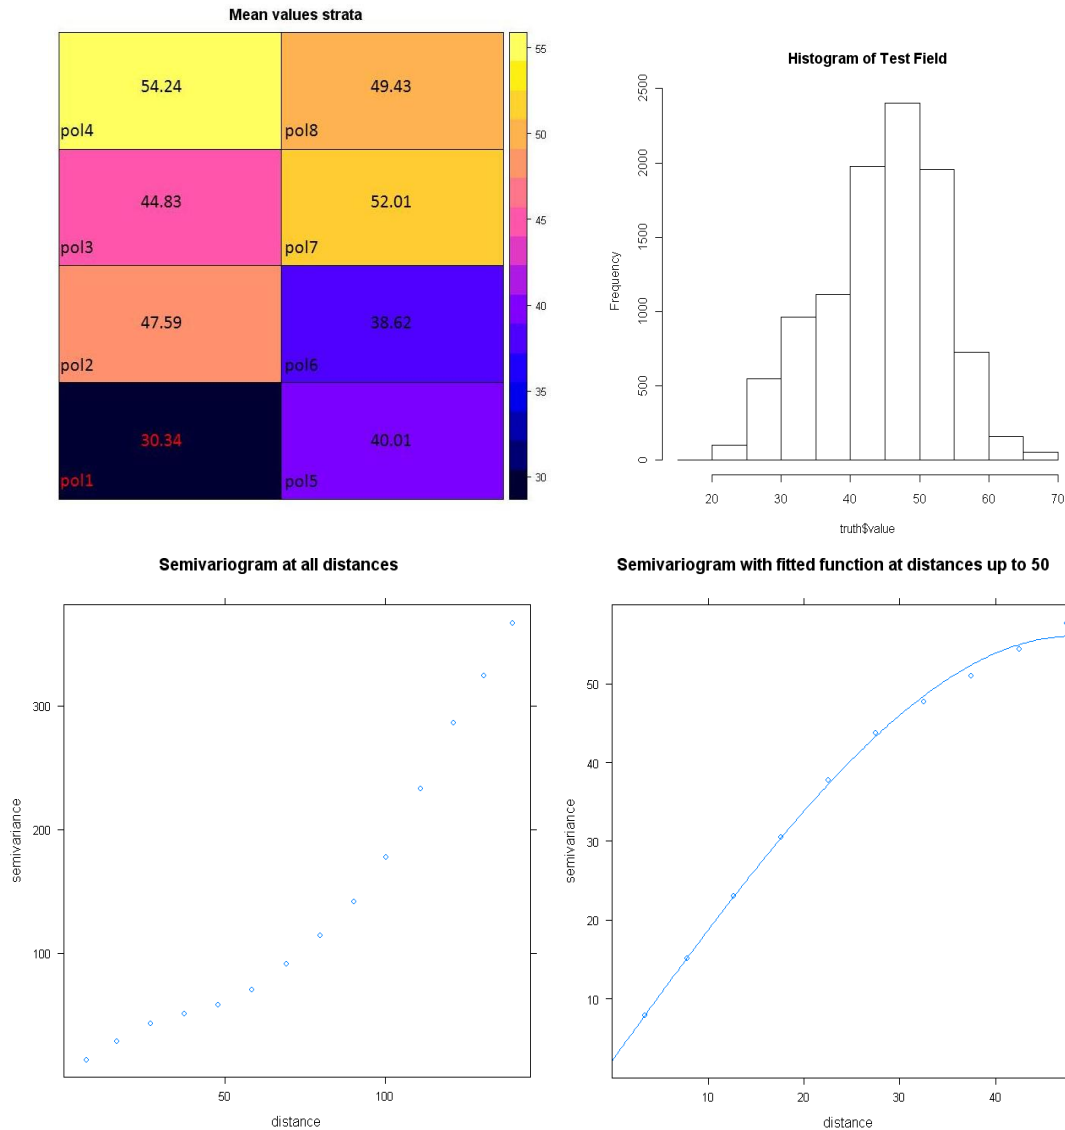 Mean values strata
54.24
pol4
49.43
pol8
44.83
pol3
52.01
pol7
47.59
pol2
38.62
pol6
30.34
pol1
40.01
pol5
55
50
45
40
35
30
Histogram of Test Field
Frequency
2500
2000
1500
1000
500
0
20 30 40 50 60 70
truth$value
Semivariogram at all distances
semivariance
300
200
100
50 100
distance
Semivariogram with fitted function at distances up to 50
semivariance
50
40
30
20
10
10 20 30 40
distance